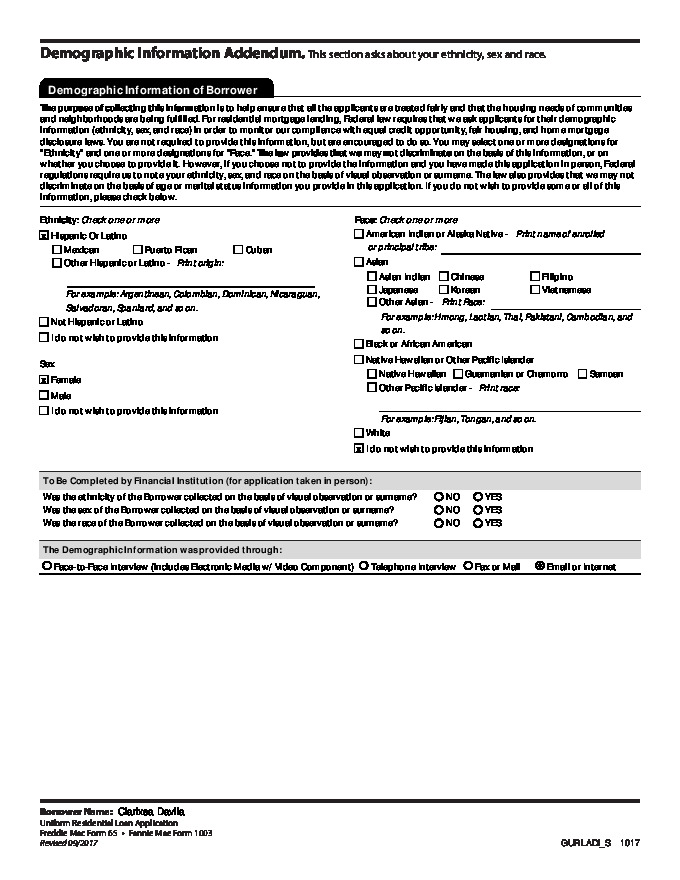 Demographic Information Addendum. This section asks about your ethnicity, sex and race.
Demographic Information of Borrower
The purpose of collecting this information is to help ensure that all the applicants are treated fairly and that the housing needs of communities
and neighborhoods are being fulfilled. For residential mortgage lending, Federal law requires that we ask applicants for their demographic
information (ethnicity, sex, and race) in order to monitor our compliance with equal credit opportunity, fair housing, and home mortgage
disclosure laws. You are not required to provide this information, but are encouraged to do so. You may select one or more designations for
"Ethnicity" and one or more designations for "Race." The law provides that we may not discriminate on the basis of this information, or on
whether you choose to provide it. However, if you choose not to provide the information and you have made this application in person, Federal
regulations require us to note your ethnicity, sex, and race on the basis of visual observation or surname. The law also provides that we may not
discriminate on the basis of age or marital status information you provide in this application. If you do not wish to provide some or all of this
information, please check below.
Ethnicity: Check one or more
x Hispanic Or Latino
Mexican Puerto Rican Cuban
Other Hispanic or Latino - Print origin:
For example: Argentinean, Colombian, Dominican, Nicaraguan,
Salvadoran, Spaniard, and so on.
Not Hispanic or Latino
I do not wish to provide this information
Sex
x Female
Male
I do not wish to provide this information
Race: Check one or more
American Indian or Alaska Native - Print name of enrolled
or principal tribe:
Asian
Asian Indian Chinese Filipino
Japanese Korean Vietnamese
Other Asian - Print Race:
For example: Hmong, Laotian, Thai, Pakistani, Cambodian, and
so on.
Black or African American
Native Hawaiian or Other Pacific Islander
Native Hawaiian Guamanian or Chamorro Samoan
Other Pacific Islander - Print race:
For example: Fijian, Tongan, and so on.
White
x I do not wish to provide this information
To Be Completed by Financial Institution (for application taken in person):
Was the ethnicity of the Borrower collected on the basis of visual observation or surname? NO YES
Was the sex of the Borrower collected on the basis of visual observation or surname? NO YES
Was the race of the Borrower collected on the basis of visual observation or surname? NO YES
The Demographic Information was provided through:
Face-to-Face Interview (includes Electronic Media w/ Video Component) Telephone Interview Fax or Mail Email or Internet
Borrower Name: Clarixsa Davila
Uniform Residential Loan Application
Freddie Mac Form 65 • Fannie Mae Form 1003
Revised 09/2017
GURLADI_S 1017